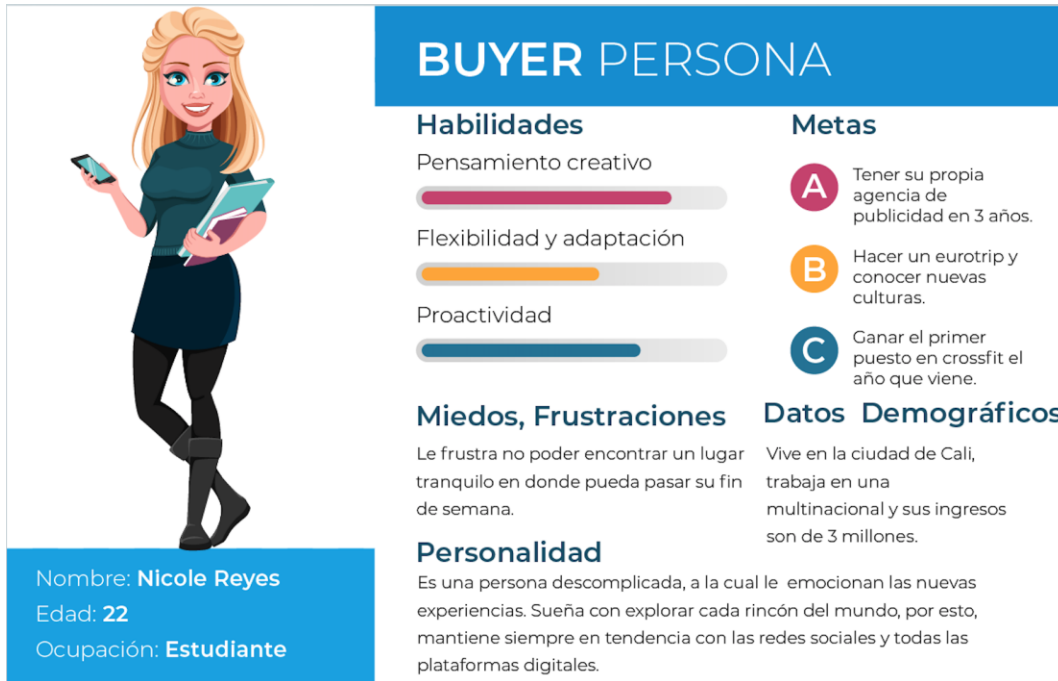 BUYER PERSONA
Habilidades
Pensamiento creativo
Flexibilidad y adaptación
Proactividad
Metas
A
Tener su propia
agencia de
publicidad en 3 años.
B
Hacer un eurotrip y
conocer nuevas
culturas.
C
Ganar el primer
puesto en crossfit el
año que viene.
Miedos, Frustraciones
Le frustra no poder encontrar un lugar
tranquilo en donde pueda pasar su fin
de semana.
Datos Demográficos
Vive en la ciudad de Cali,
trabaja en una
multinacional y sus ingresos
son de 3 millones.
Personalidad
Es una persona descomplicada, a la cual le emocionan las nuevas
experiencias. Sueña con explorar cada rincón del mundo, por esto,
mantiene siempre en tendencia con las redes sociales y todas las
plataformas digitales.
Nombre: Nicole Reyes
Edad: 22
Ocupación: Estudiante